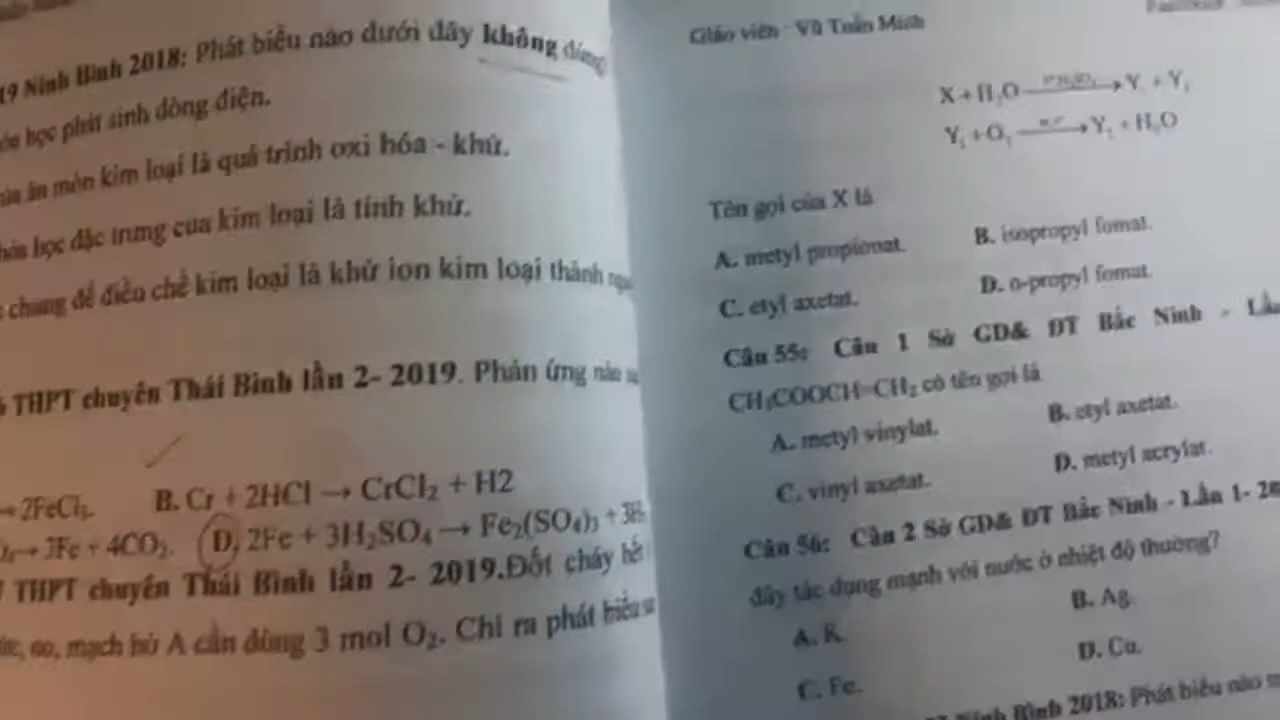 9 Ninh Bình 2018: Phát biểu nào dưới đây không đúng
học phát sinh dòng điện.
ăn mòn kim loại là quá trình oxi hóa - khử.
học đặc trưng của kim loại là tính khử.
chung để điều chế kim loại là khử ion kim loại thành
THPT chuyên Thái Bình lần 2- 2019. Phản ứng nào
→ 2FeCl₃. B. Cr + 2HCl → CrCl₂ + H2
→ 3Fe + 4CO₂. D. 2Fe + 3H₂SO₄ → Fe₂(SO₄)₃ + 3H
THPT chuyên Thái Bình lần 2- 2019.Đốt cháy hết
no, mạch hở A cần dùng 3 mol O₂. Chỉ ra phát biểu
Giáo viên - Vũ Tuấn Minh
X + H₂O → Y₁ + Y₂
Y₁ + O₂ → Y₂ + H₂O
Tên gọi của X là
A. metyl propionat. B. isopropyl fomat.
C. etyl axetat. D. n-propyl fomat.
Câu 55: Câu 1 Sở GD& ĐT Bắc Ninh - Lần
CH₃COOCH=CH₂ có tên gọi là
A. metyl vinylat. B. etyl axetat.
C. vinyl axetat. D. metyl acrylat.
Câu 56: Câu 2 Sở GD& ĐT Bắc Ninh - Lần 1- 20
đây tác dụng mạnh với nước ở nhiệt độ thường?
A. K. B. Ag.
C. Fe. D. Cu.
Ninh Bình 2018: Phát biểu nào